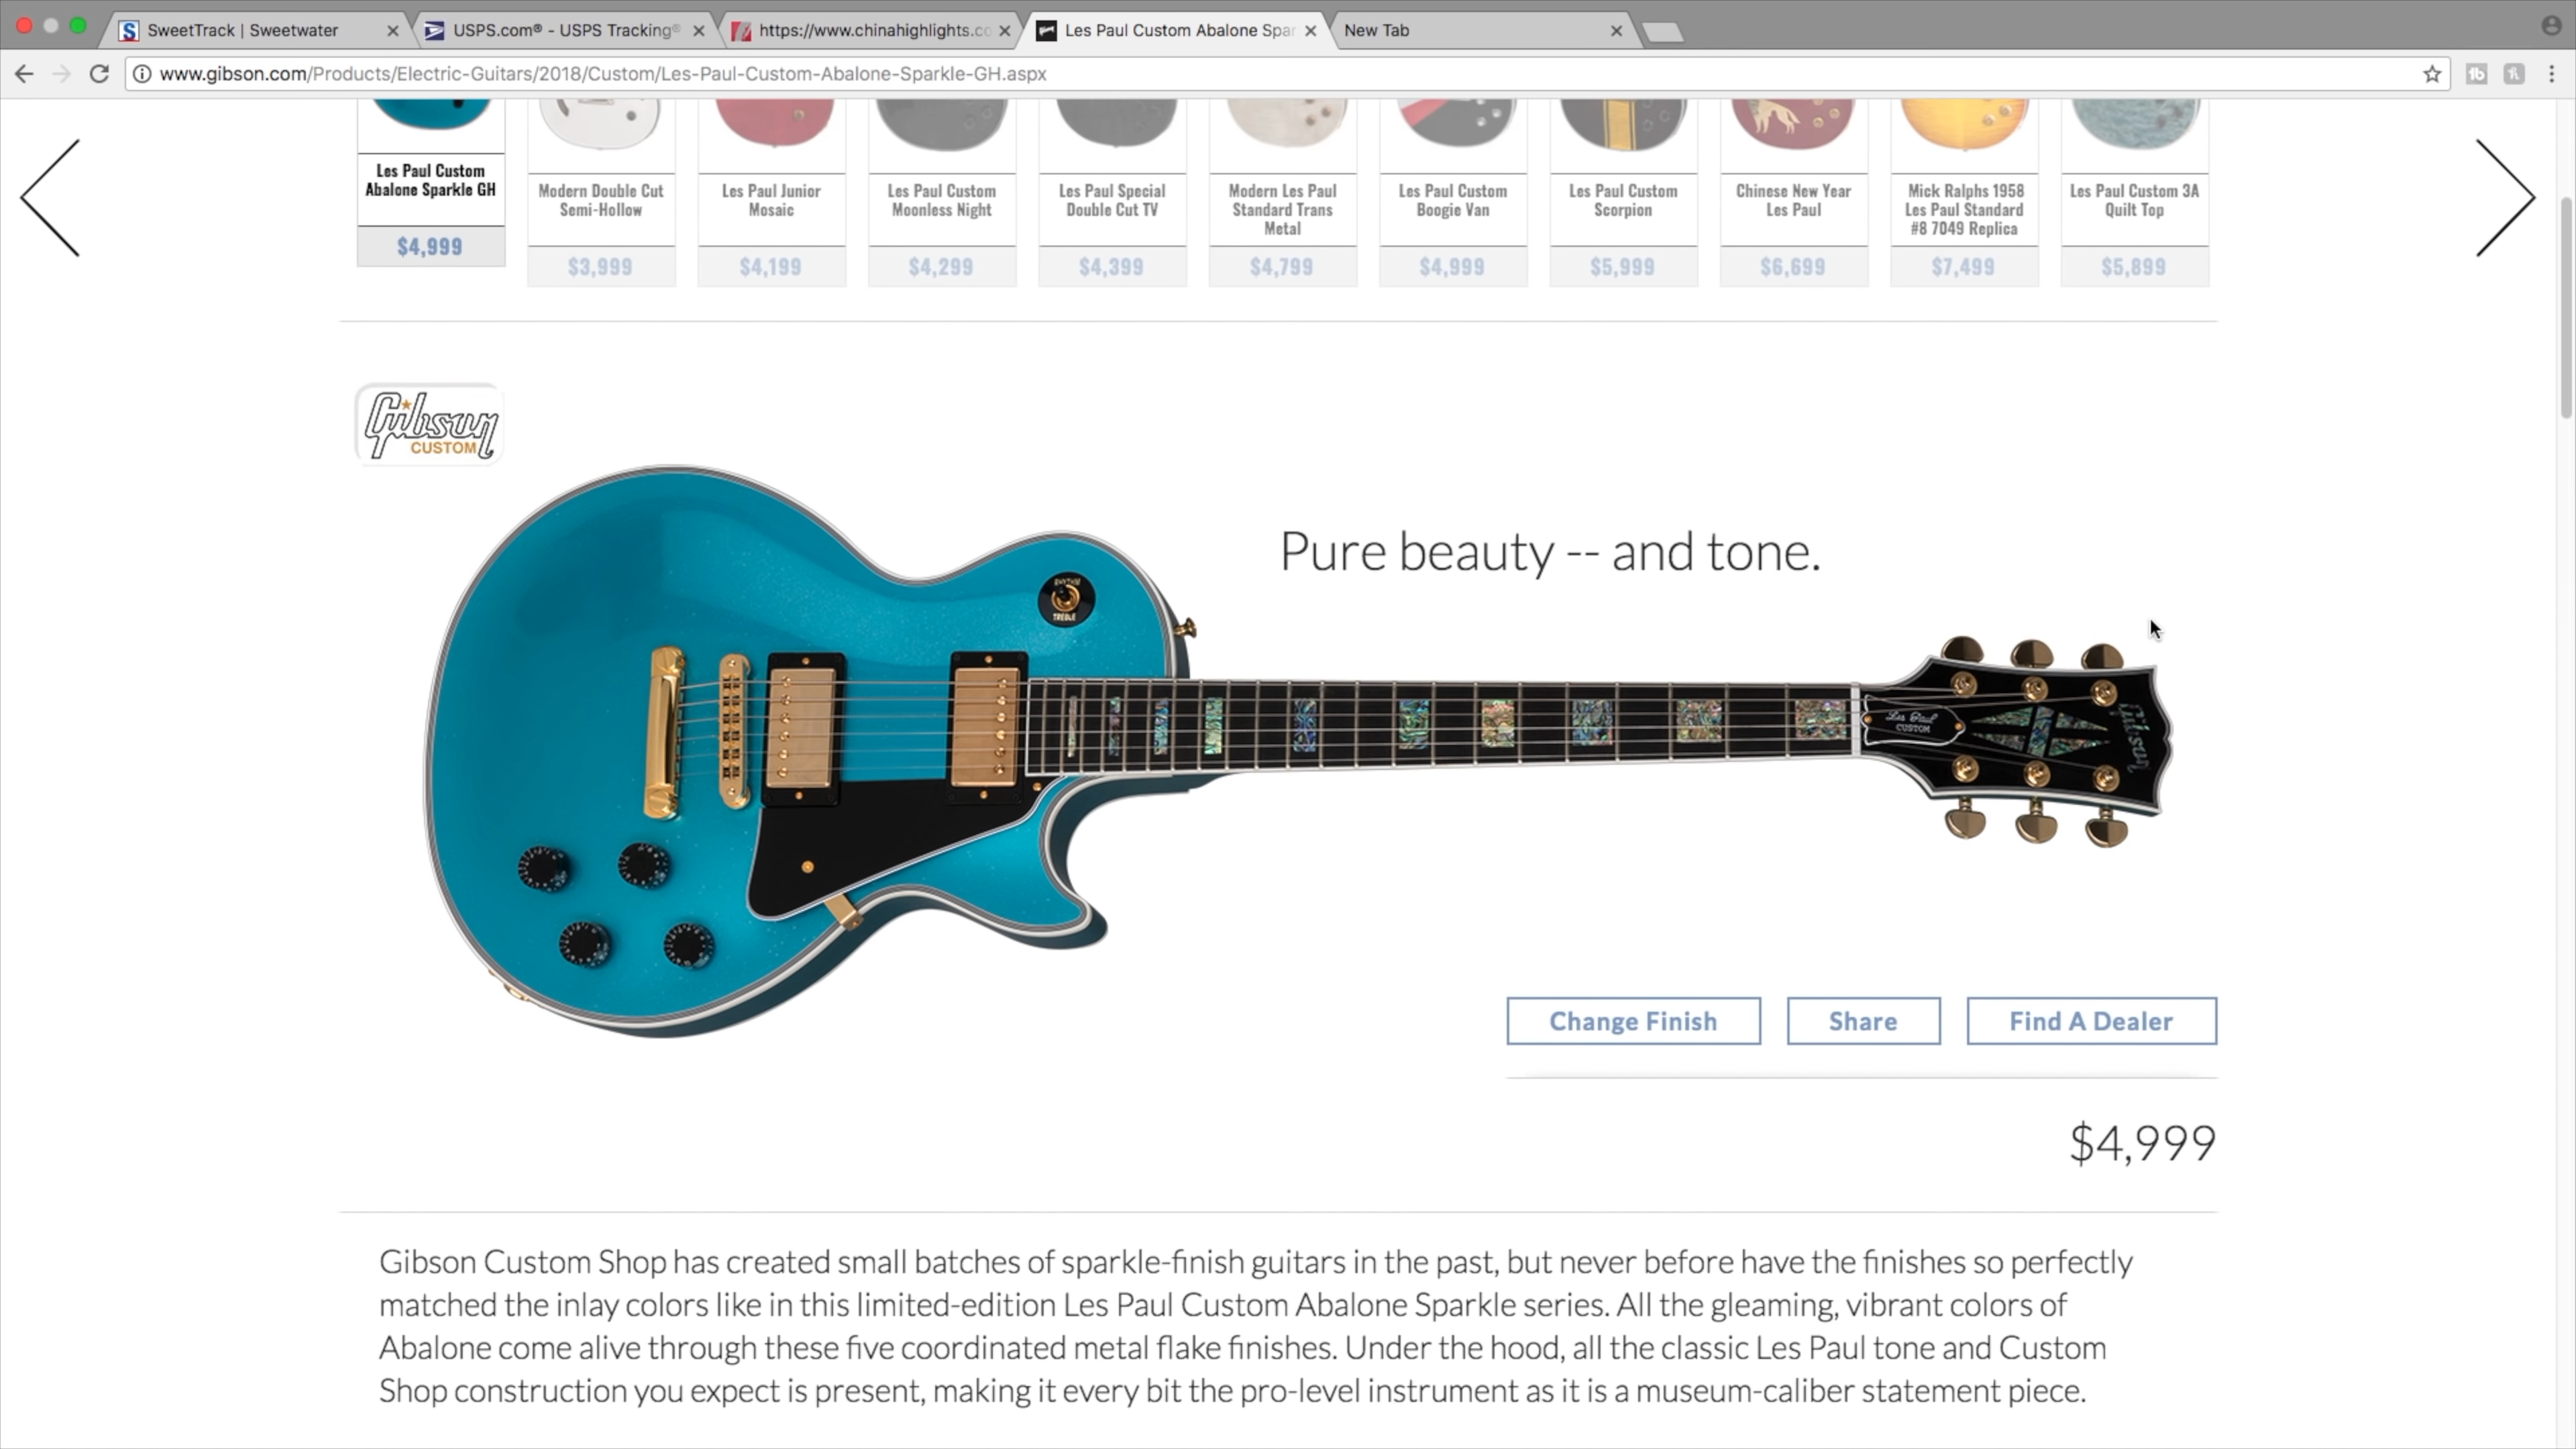 SweetTrack | Sweetwater
USPS.com® - USPS Tracking®
https://www.chinahighlights.co
Les Paul Custom Abalone Spar
New Tab
www.gibson.com/Products/Electric-Guitars/2018/Custom/Les-Paul-Custom-Abalone-Sparkle-GH.aspx
Les Paul Custom
Abalone Sparkle GH
$4,999
Modern Double Cut
Semi-Hollow
$3,999
Les Paul Junior
Mosaic
$4,199
Les Paul Custom
Moonless Night
$4,299
Les Paul Special
Double Cut TV
$4,399
Modern Les Paul
Standard Trans
Metal
$4,799
Les Paul Custom
Boogie Van
$4,999
Les Paul Custom
Scorpion
$5,999
Chinese New Year
Les Paul
$6,699
Mick Ralphs 1958
Les Paul Standard
#8 7049 Replica
$7,499
Les Paul Custom 3A
Quilt Top
$5,899
Gibson
CUSTOM
Pure beauty -- and tone.
RHYTHM
TREBLE
Les Paul
CUSTOM
Gibson
Change Finish
Share
Find A Dealer
$4,999
Gibson Custom Shop has created small batches of sparkle-finish guitars in the past, but never before have the finishes so perfectly
matched the inlay colors like in this limited-edition Les Paul Custom Abalone Sparkle series. All the gleaming, vibrant colors of
Abalone come alive through these five coordinated metal flake finishes. Under the hood, all the classic Les Paul tone and Custom
Shop construction you expect is present, making it every bit the pro-level instrument as it is a museum-caliber statement piece.